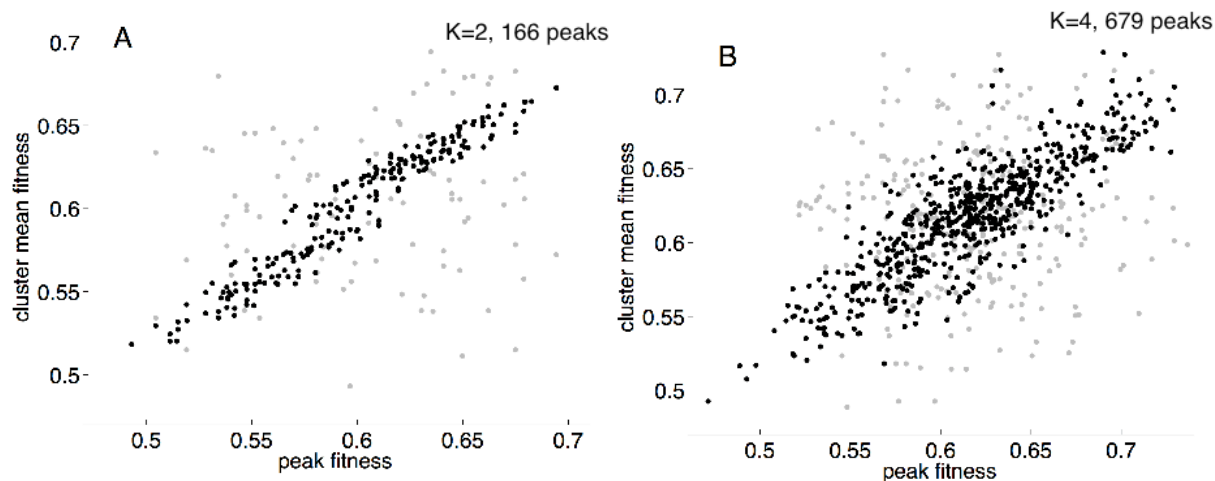 A
K=2, 166 peaks
0.7
0.65
0.6
0.55
0.5
cluster mean fitness
0.5 0.55 0.6 0.65 0.7
peak fitness
B
K=4, 679 peaks
0.7
0.65
0.6
0.55
0.5
cluster mean fitness
0.5 0.55 0.6 0.65 0.7
peak fitness